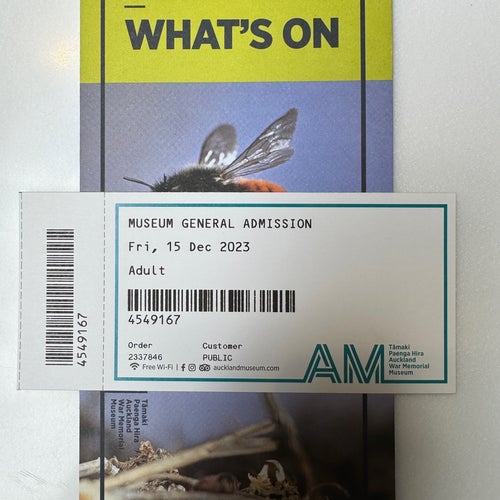 WHAT'S ON
MUSEUM GENERAL ADMISSION
Fri, 15 Dec 2023
Adult
4549167
4549167
Order Customer
2337846 PUBLIC
Free Wi-Fi | aucklandmuseum.com
AM
Tāmaki
Paenga Hira
Auckland
War Memorial
Museum
Tāmaki
Paenga Hira
Auckland
War Memorial
Museum